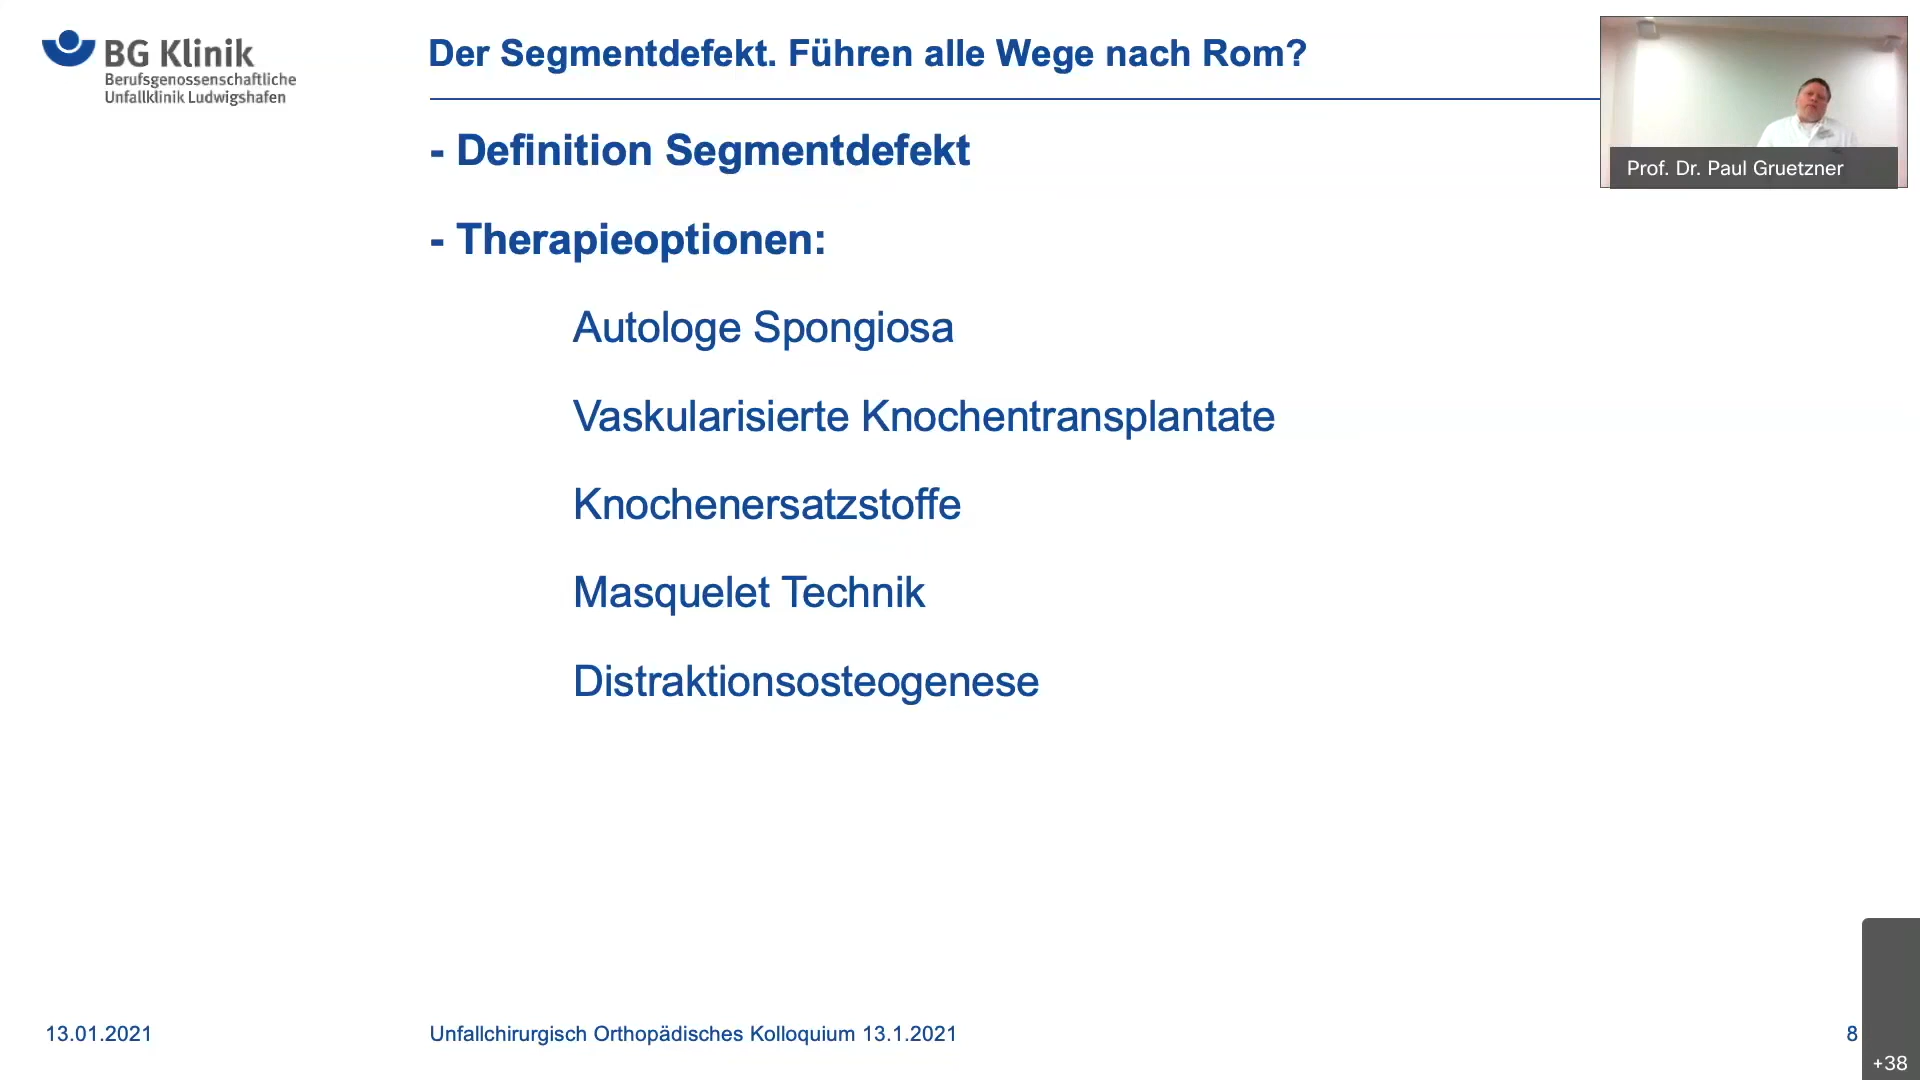 BG Klinik
Berufsgenossenschaftliche
Unfallklinik Ludwigshafen
Der Segmentdefekt. Führen alle Wege nach Rom?
Prof. Dr. Paul Gruetzner
- Definition Segmentdefekt
- Therapieoptionen:
Autologe Spongiosa
Vaskularisierte Knochentransplantate
Knochenersatzstoffe
Masquelet Technik
Distraktionsosteogenese
13.01.2021
Unfallchirurgisch Orthopädisches Kolloquium 13.1.2021
8
+38